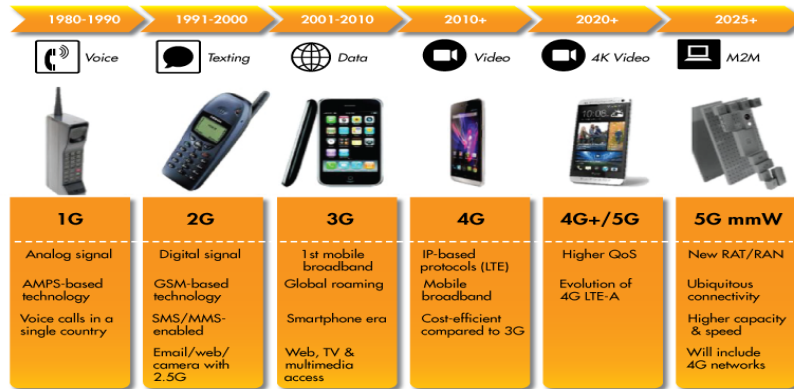 1980-1990
1991-2000
2001-2010
2010+
2020+
2025+
Voice
Texting
Data
Video
4K Video
M2M
1G
Analog signal
AMPS-based
technology
Voice calls in a
single country
2G
Digital signal
GSM-based
technology
SMS/MMS-
enabled
Email/web/
camera with
2.5G
3G
1st mobile
broadband
Global roaming
Smartphone era
Web, TV &
multimedia
access
4G
IP-based
protocols (LTE)
Mobile
broadband
Cost-efficient
compared to 3G
4G+/5G
Higher QoS
Evolution of
4G LTE-A
5G mmW
New RAT/RAN
Ubiquitous
connectivity
Higher capacity
& speed
Will include
4G networks